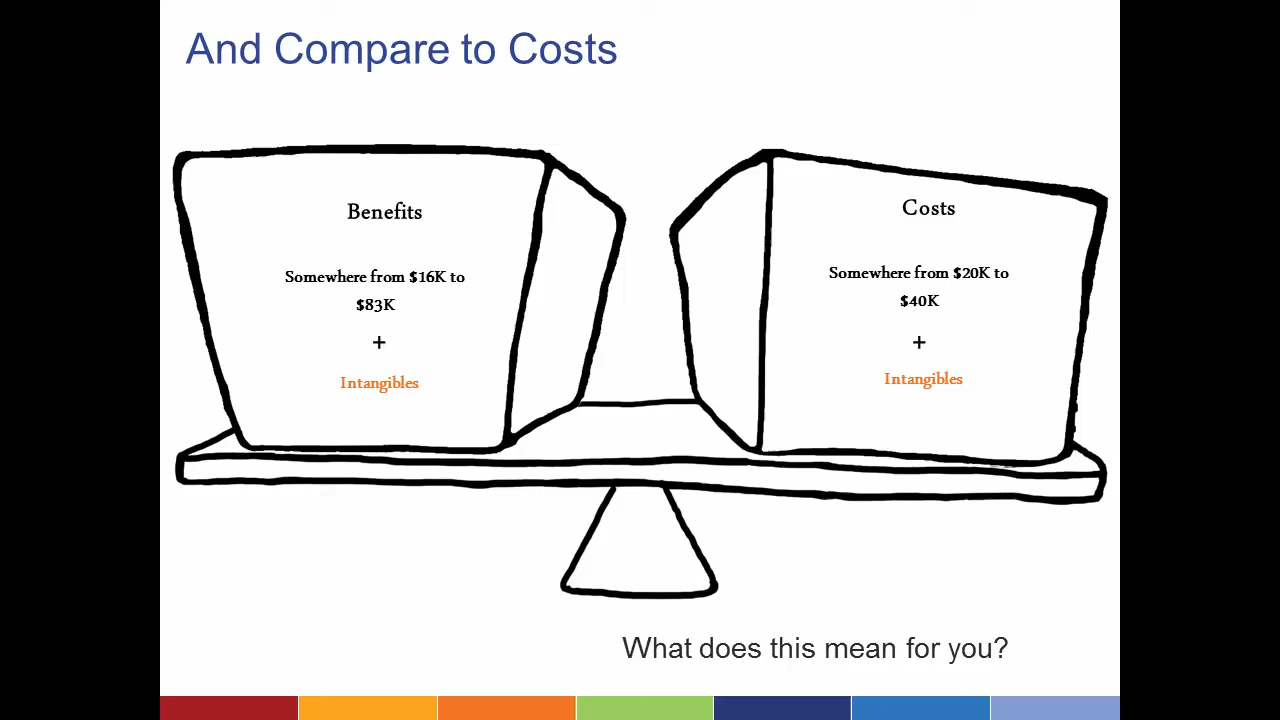 And Compare to Costs
Benefits
Somewhere from $16K to
$83K
+
Intangibles
Costs
Somewhere from $20K to
$40K
+
Intangibles
What does this mean for you?